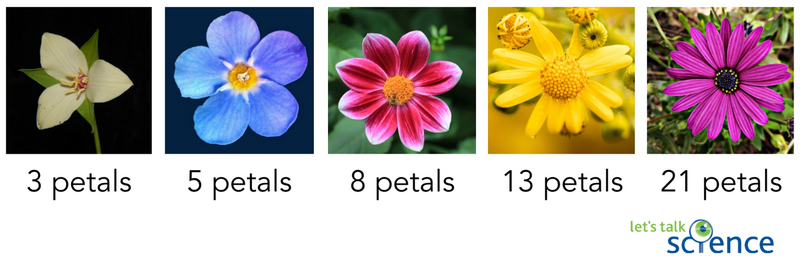 3 petals 5 petals 8 petals 13 petals 21 petals
let's talk
science